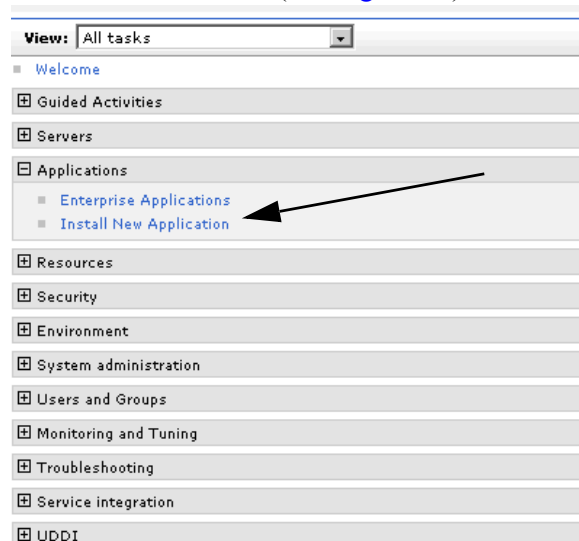 View: All tasks
Welcome
Guided Activities
Servers
Applications
Enterprise Applications
Install New Application
Resources
Security
Environment
System administration
Users and Groups
Monitoring and Tuning
Troubleshooting
Service integration
UDDI